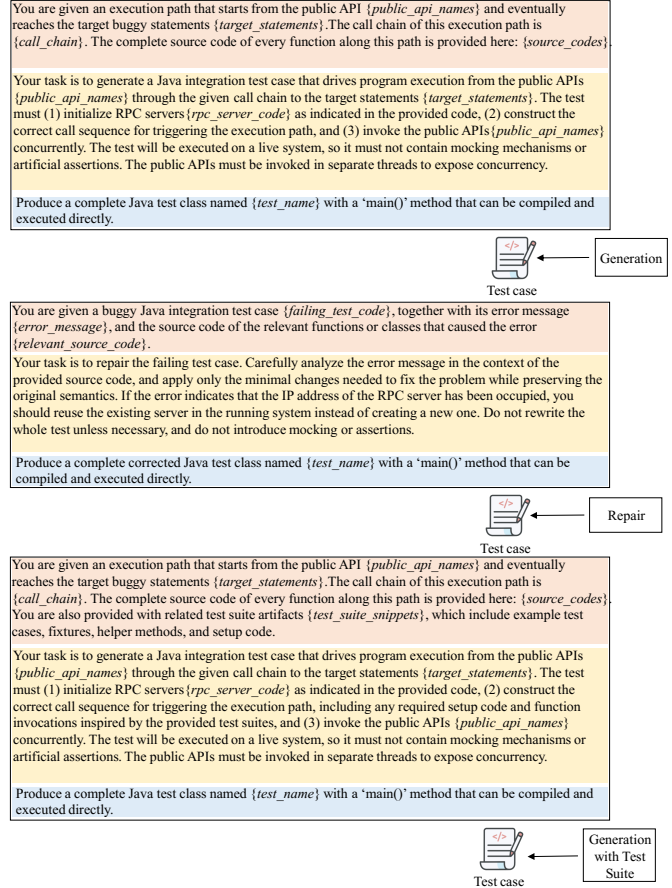 You are given an execution path that starts from the public API {public_api_names} and eventually
reaches the target buggy statements {target_statements}.The call chain of this execution path is
{call_chain}. The complete source code of every function along this path is provided here: {source_codes}.
Your task is to generate a Java integration test case that drives program execution from the public APIs
{public_api_names} through the given call chain to the target statements {target_statements}. The test
must (1) initialize RPC servers{rpc_server_code} as indicated in the provided code, (2) construct the
correct call sequence for triggering the execution path, and (3) invoke the public APIs{public_api_names}
concurrently. The test will be executed on a live system, so it must not contain mocking mechanisms or
artificial assertions. The public APIs must be invoked in separate threads to expose concurrency.
Produce a complete Java test class named {test_name} with a ‘main()’ method that can be compiled and
executed directly.
</>
Generation
Test case
You are given a buggy Java integration test case {failing_test_code}, together with its error message
{error_message}, and the source code of the relevant functions or classes that caused the error
{relevant_source_code}.
Your task is to repair the failing test case. Carefully analyze the error message in the context of the
provided source code, and apply only the minimal changes needed to fix the problem while preserving the
original semantics. If the error indicates that the IP address of the RPC server has been occupied, you
should reuse the existing server in the running system instead of creating a new one. Do not rewrite the
whole test unless necessary, and do not introduce mocking or assertions.
Produce a complete corrected Java test class named {test_name} with a ‘main()’ method that can be
compiled and executed directly.
</>
Repair
Test case
You are given an execution path that starts from the public API {public_api_names} and eventually
reaches the target buggy statements {target_statements}.The call chain of this execution path is
{call_chain}. The complete source code of every function along this path is provided here: {source_codes}.
You are also provided with related test suite artifacts {test_suite_snippets}, which include example test
cases, fixtures, helper methods, and setup code.
Your task is to generate a Java integration test case that drives program execution from the public APIs
{public_api_names} through the given call chain to the target statements {target_statements}. The test
must (1) initialize RPC servers{rpc_server_code} as indicated in the provided code, (2) construct the
correct call sequence for triggering the execution path, including any required setup code and function
invocations inspired by the provided test suites, and (3) invoke the public APIs {public_api_names}
concurrently. The test will be executed on a live system, so it must not contain mocking mechanisms or
artificial assertions. The public APIs must be invoked in separate threads to expose concurrency.
Produce a complete Java test class named {test_name} with a ‘main()’ method that can be compiled and
executed directly.
</>
Generation
with Test
Suite
Test case